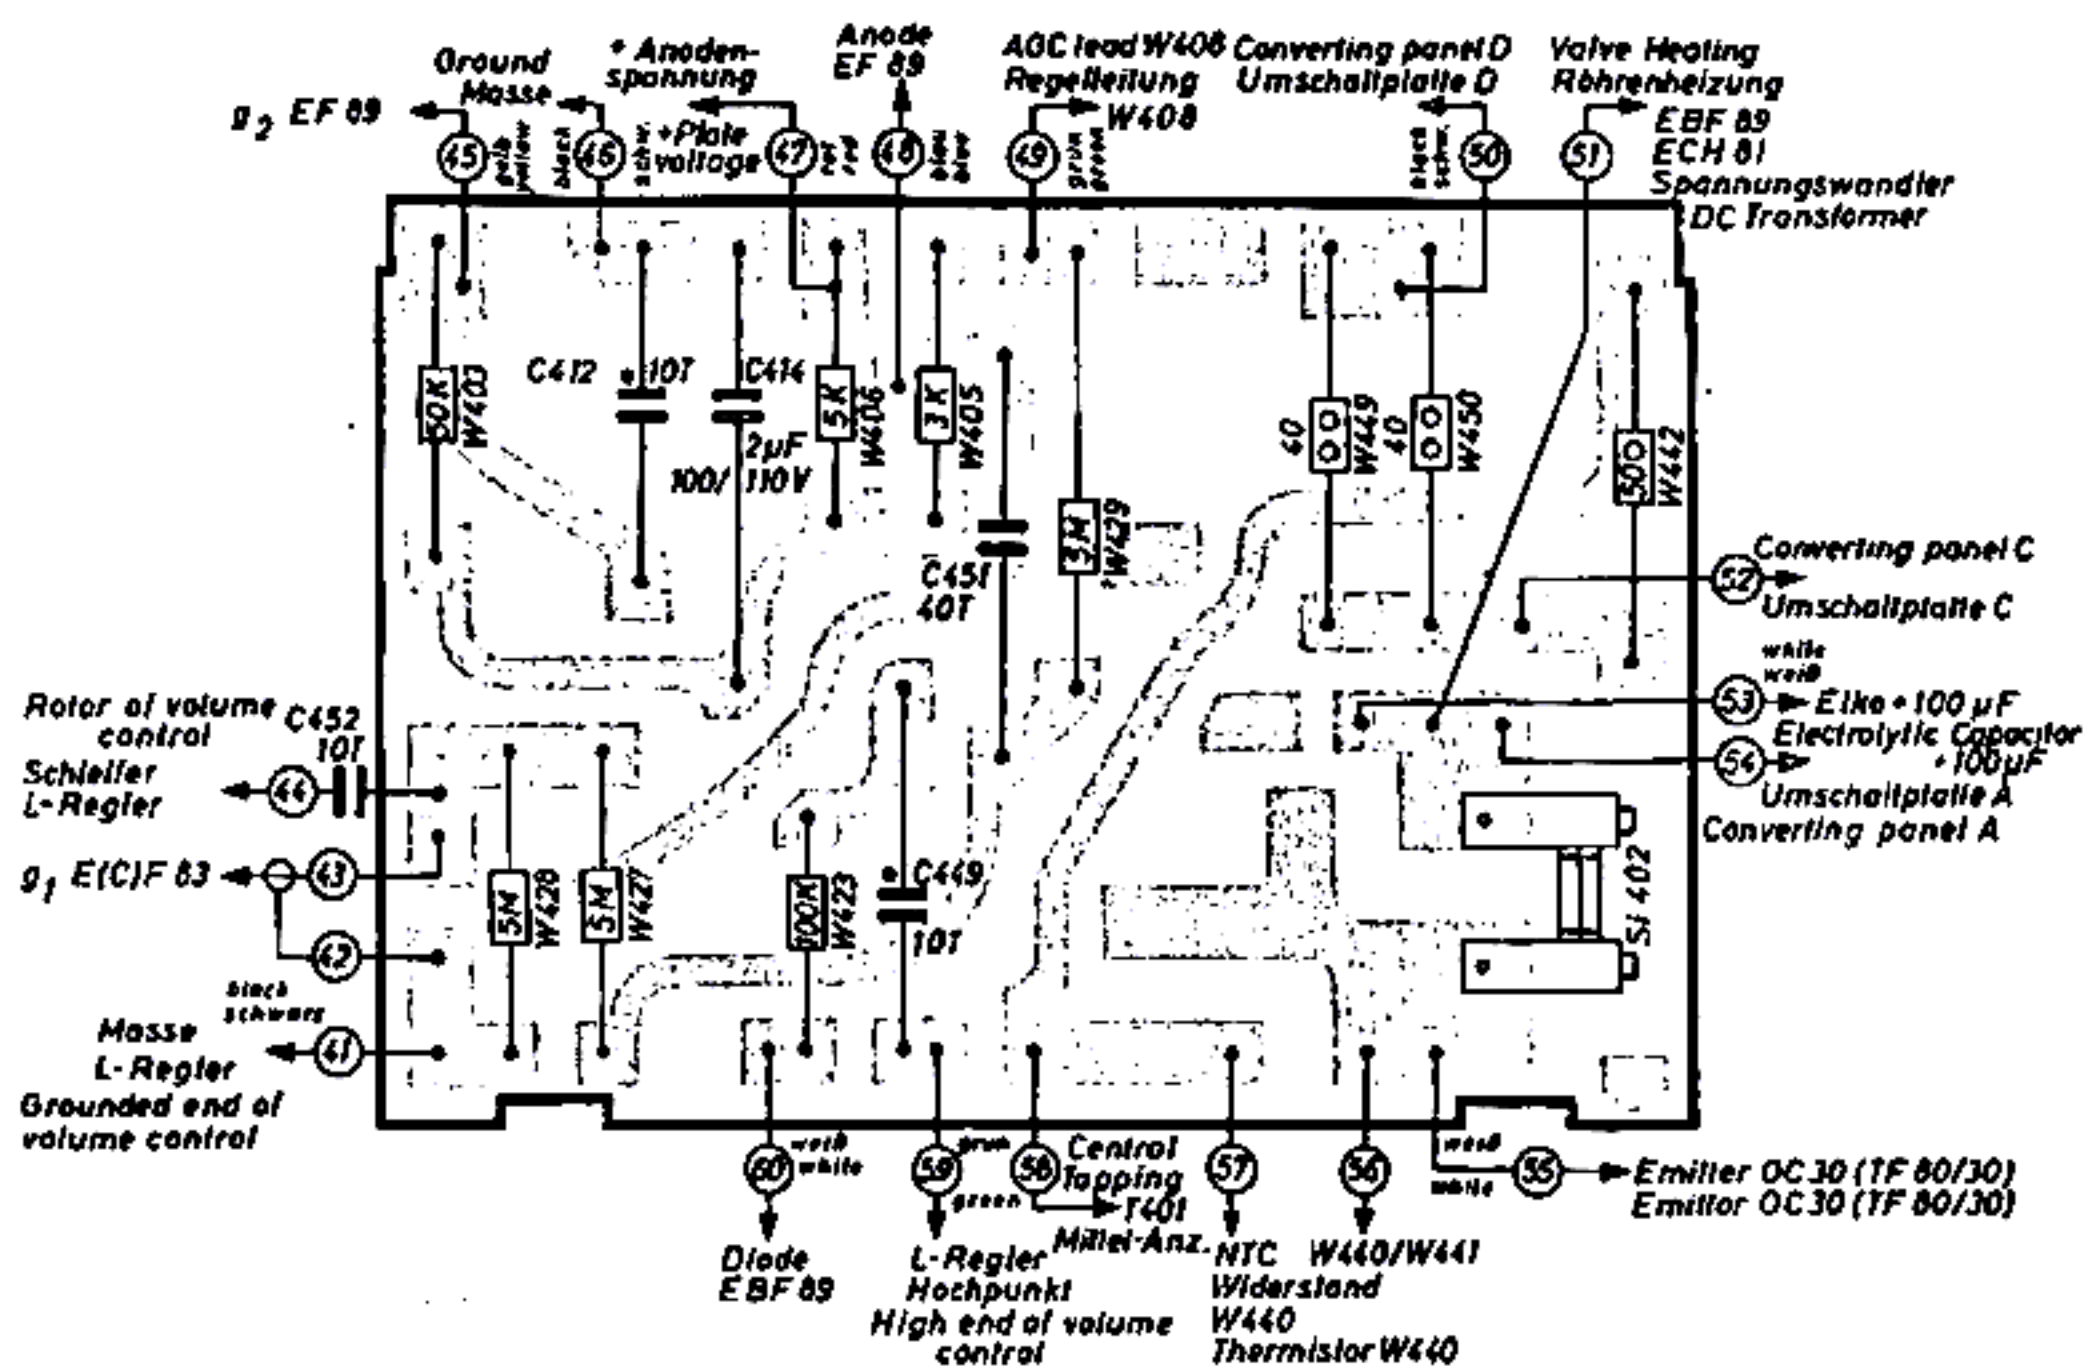 Ground
Masse
+ Anoden-
spannung
+Plate
voltage
Anode
EF 89
AGC lead W408
Regelleitung
W408
Converting panel D
Umschaltplatte D
Valve Heating
Röhrenheizung
EBF 89
ECH 81
Spannungswandler
DC Transformer
g2 EF 89
45
gelb
yellow
black
46
schw.
47
rot
red
48
blau
blue
49
grün
green
black
schw.
50
51
50K
W403
C412
10T
C414
2µF
100/110V
5K
W406
3K
W405
C451
40T
3M
W429
40
W449
40
W450
50
W442
52
Converting panel C
Umschaltplatte C
white
weiß
53
Elko + 100 µF
Electrolytic Capacitor
+ 100µF
54
Umschaltplatte A
Converting panel A
Rotor of volume
control
C452
10T
Schleifer
L-Regler
44
g1 E(C)F 83
43
42
black
schwarz
41
Masse
L-Regler
Grounded end of
volume control
5M
W428
5M
W427
100K
W423
C449
10T
SI 402
60
weiß
white
Diode
EBF 89
59
grün
green
L-Regler
Hochpunkt
High end of volume
control
58
Central
Tapping
T401
Mittel-Anz.
57
NTC
Widerstand
W440
Thermistor W440
56
W440/W441
weiß
white
55
Emitter OC30 (TF 80/30)
Emittor OC30 (TF 80/30)